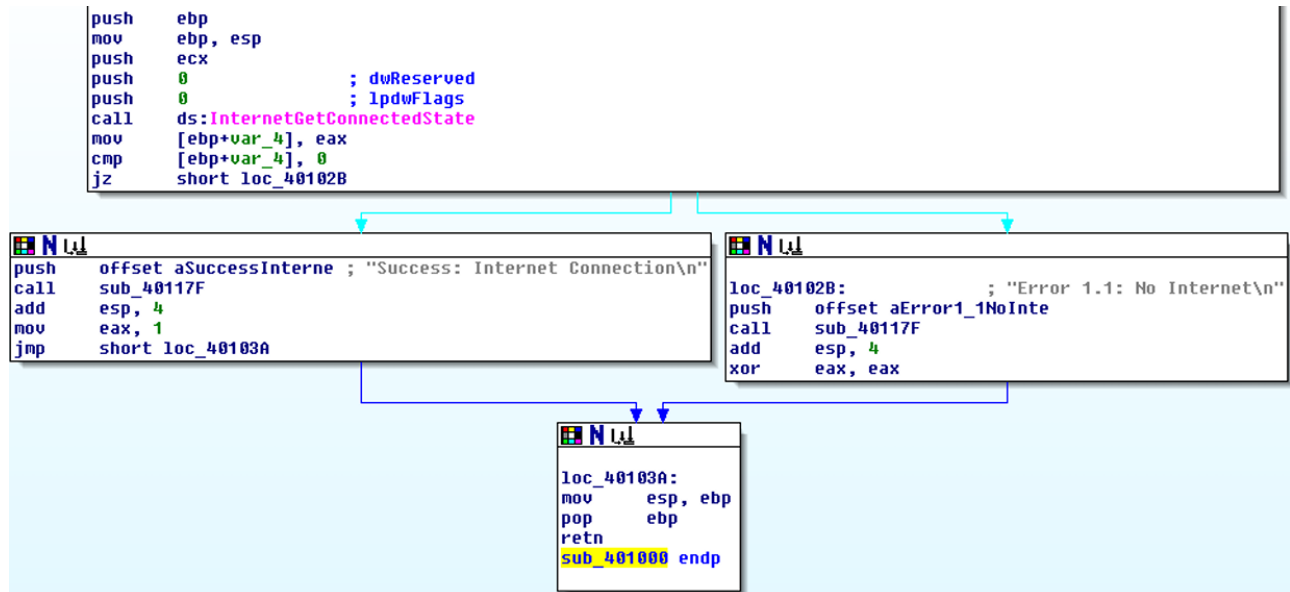 push ebp
mov ebp, esp
push ecx
push 0 ; dwReserved
push 0 ; lpdwFlags
call ds:InternetGetConnectedState
mov [ebp+var_4], eax
cmp [ebp+var_4], 0
jz short loc_40102B
N
push offset aSuccessInterne ; "Success: Internet Connection\n"
call sub_40117F
add esp, 4
mov eax, 1
jmp short loc_40103A
N
loc_40102B: ; "Error 1.1: No Internet\n"
push offset aError1_1NoInte
call sub_40117F
add esp, 4
xor eax, eax
N
loc_40103A:
mov esp, ebp
pop ebp
retn
sub_401000 endp